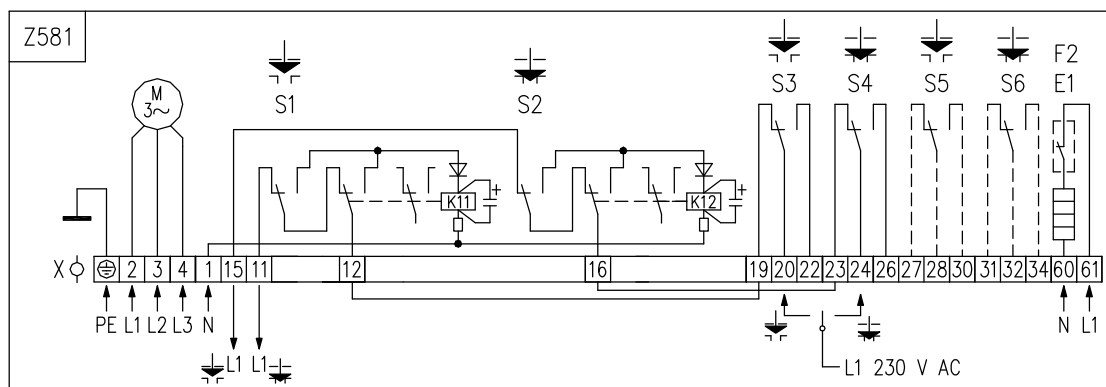 Z581
S3 S4 S5 S6 F2
E1
M
3~
S1 S2
K11 + K12 +
X PE 2 3 4 1 15 11 12 16 19 20 22 23 24 26 27 28 30 31 32 34 60 61
PE L1 L2 L3 N
L1 L1
N L1
L1 230 V AC